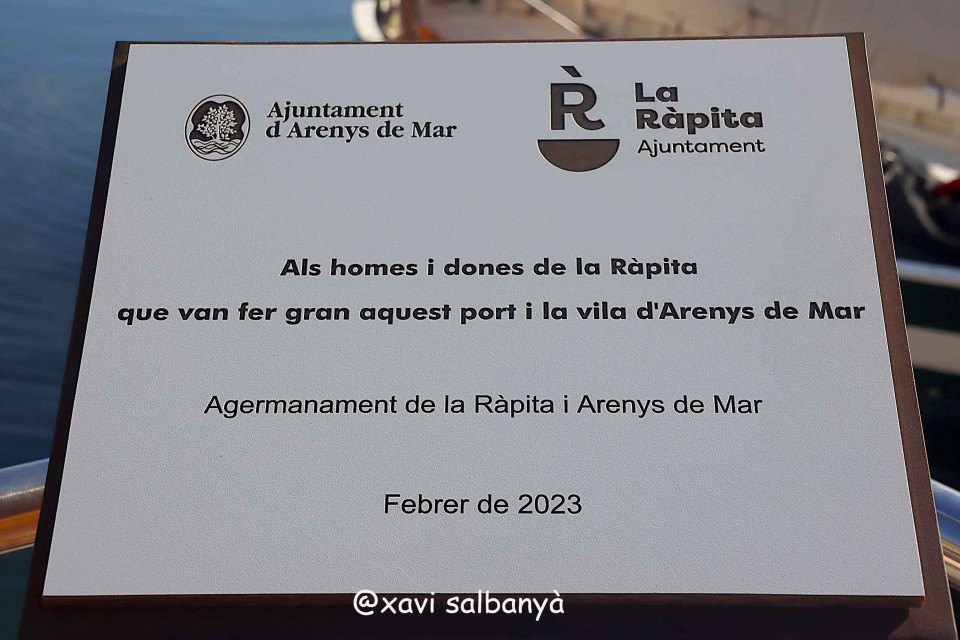 Ajuntament
d'Arenys de Mar
R̀
La
Ràpita
Ajuntament
Als homes i dones de la Ràpita
que van fer gran aquest port i la vila d'Arenys de Mar
Agermanament de la Ràpita i Arenys de Mar
Febrer de 2023
@xavi salbanyà